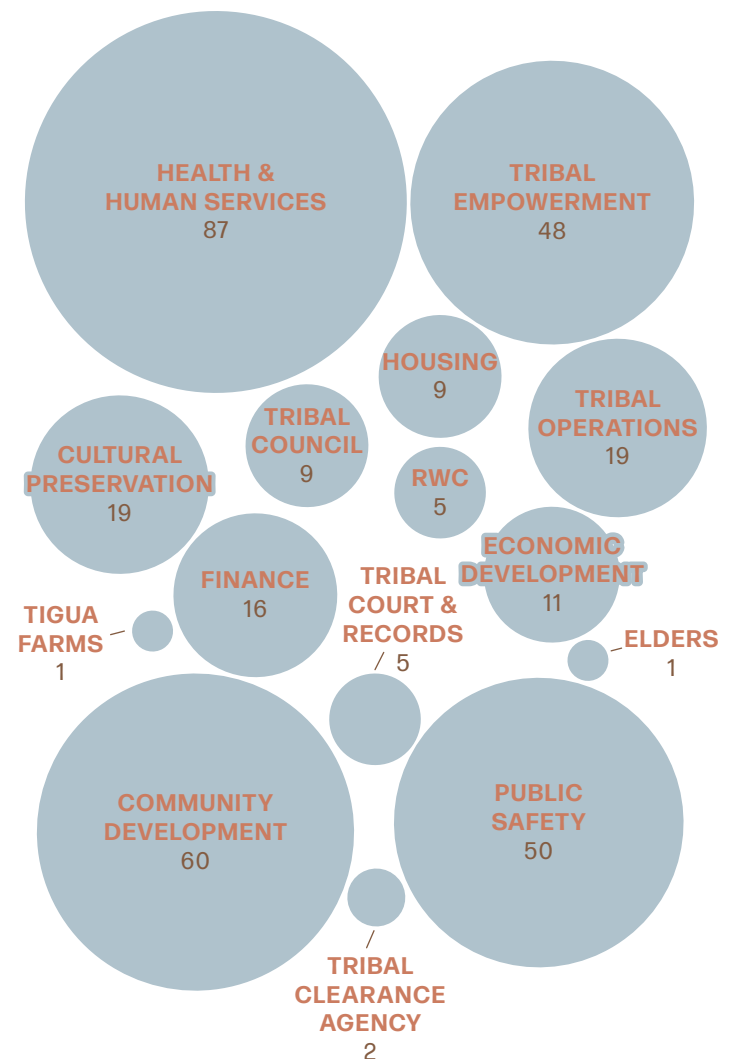 HEALTH &
HUMAN SERVICES
87
TRIBAL
EMPOWERMENT
48
HOUSING
9
TRIBAL
OPERATIONS
19
TRIBAL
COUNCIL
9
CULTURAL
PRESERVATION
19
RWC
5
ECONOMIC
DEVELOPMENT
11
FINANCE
16
TRIBAL
COURT &
RECORDS
5
TIGUA
FARMS
1
ELDERS
1
COMMUNITY
DEVELOPMENT
60
PUBLIC
SAFETY
50
TRIBAL
CLEARANCE
AGENCY
2